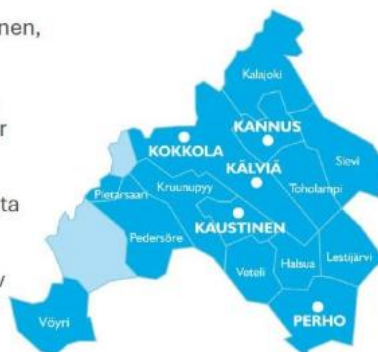 nen,
r
ta
v
Kalajoki
KANNUS
KOKKOLA
Sievi
KÄLVIÄ
Toholampi
Pietarsaari
Kruunupyy
KAUSTINEN
Pedersöre
Lestijärvi
Halsua
Veteli
PERHO
Vöyri